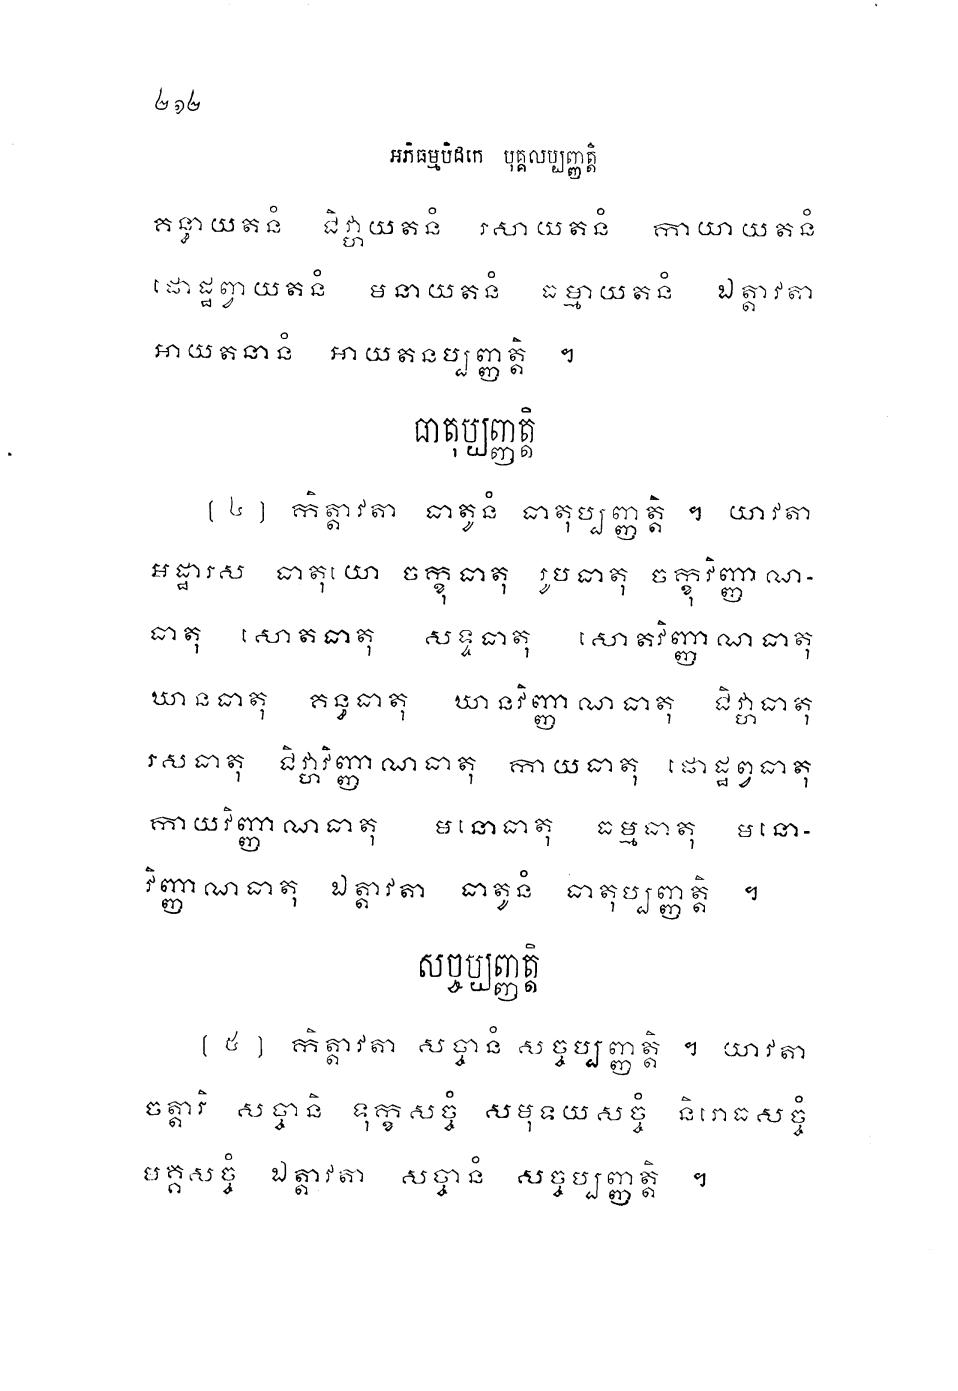 ២១២
អភិធម្មបិដកេ បុគ្គលប្បញ្ញត្តិ
គន្ធាយតនំ ជិវ្ហាយតនំ រសាយតនំ កាយាយតនំ
ផោដ្ឋព្វាយតនំ មនាយតនំ ធម្មាយតនំ ឯត្តាវតា
អាយតនានំ អាយតនប្បញ្ញត្តិ ។
ធាតុប្បញ្ញត្តិ
[ ៤ ] កិត្តាវតា ធាតូនំ ធាតុប្បញ្ញត្តិ ។ យាវតា
អដ្ឋារស ធាតុយោ ចក្ខុធាតុ រូបធាតុ ចក្ខុវិញ្ញាណ-
ធាតុ សោតធាតុ សទ្ទធាតុ សោតវិញ្ញាណធាតុ
ឃានធាតុ គន្ធធាតុ ឃានវិញ្ញាណធាតុ ជិវ្ហាធាតុ
រសធាតុ ជិវ្ហាវិញ្ញាណធាតុ កាយធាតុ ផោដ្ឋព្វធាតុ
កាយវិញ្ញាណធាតុ មនោធាតុ ធម្មធាតុ មនោ-
វិញ្ញាណធាតុ ឯត្តាវតា ធាតូនំ ធាតុប្បញ្ញត្តិ ។
សច្ចប្បញ្ញត្តិ
[ ៥ ] កិត្តាវតា សច្ចានំ សច្ចប្បញ្ញត្តិ ។ យាវតា
ចត្តារិ សច្ចានិ ទុក្ខសច្ចំ សមុទយសច្ចំ និរោធសច្ចំ
មគ្គសច្ចំ ឯត្តាវតា សច្ចានំ សច្ចប្បញ្ញត្តិ ។